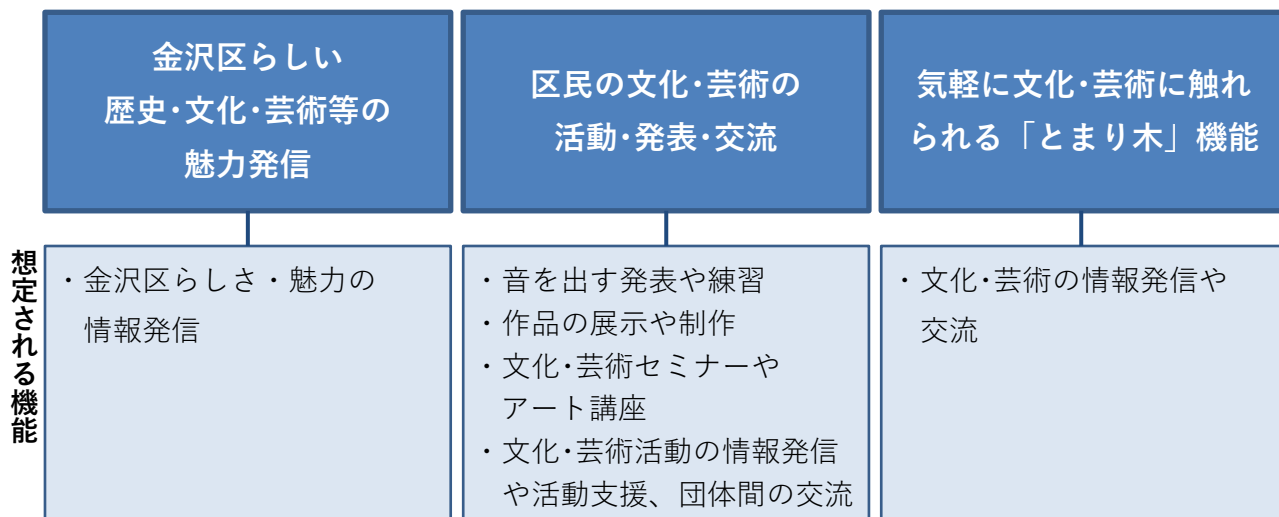 金沢区らしい
歴史･文化･芸術等の
魅力発信
区民の文化･芸術の
活動･発表･交流
気軽に文化･芸術に触れ
られる「とまり木」機能
想定される機能
・金沢区らしさ・魅力の
情報発信
・音を出す発表や練習
・作品の展示や制作
・文化･芸術セミナーや
アート講座
・文化･芸術活動の情報発信
や活動支援、団体間の交流
・文化･芸術の情報発信や
交流